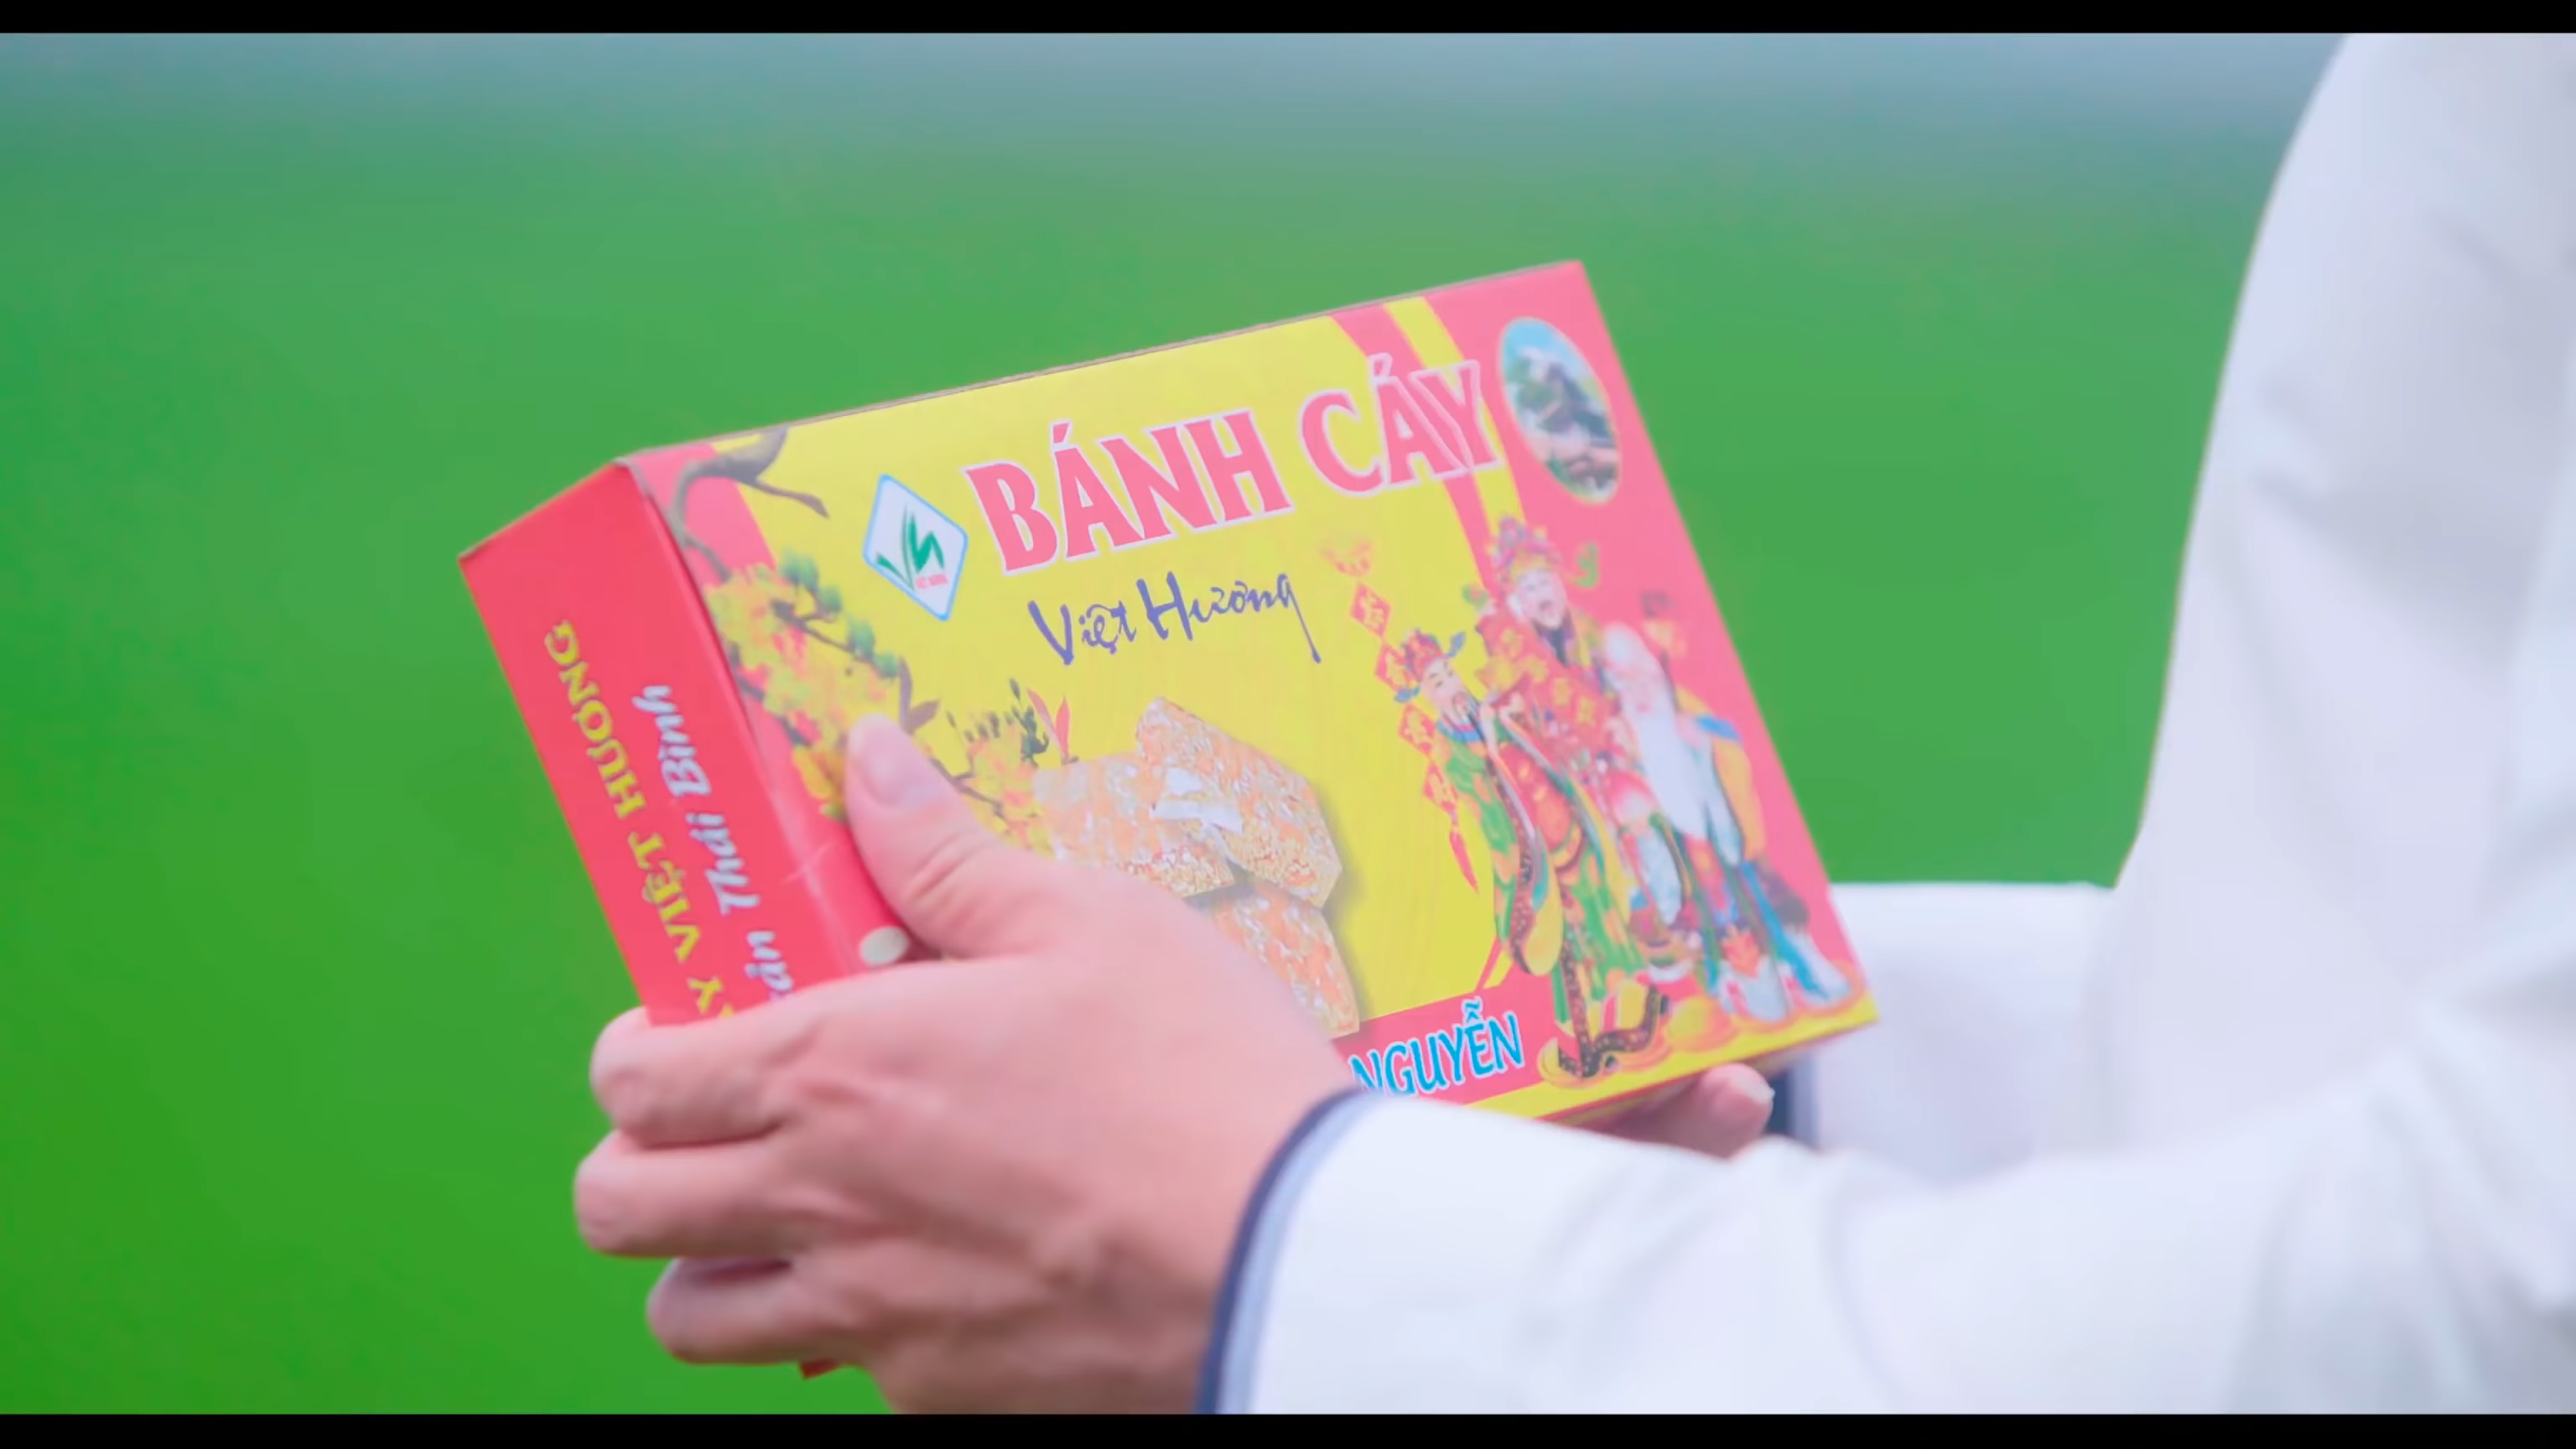 BÁNH CÁY
Việt Hương
NGUYỄN
VIỆT HƯƠNG
Thái Bình